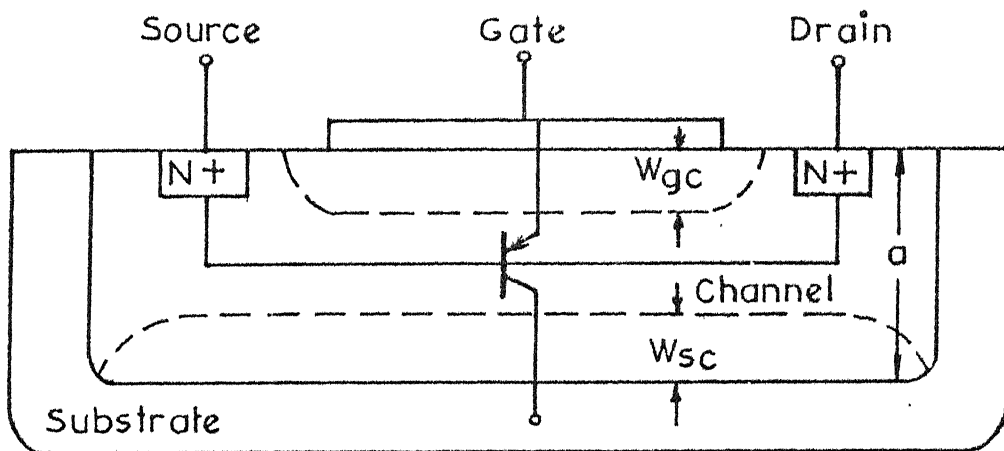 Source Gate Drain
N+ Wgc N+
a
Channel
Wsc
Substrate